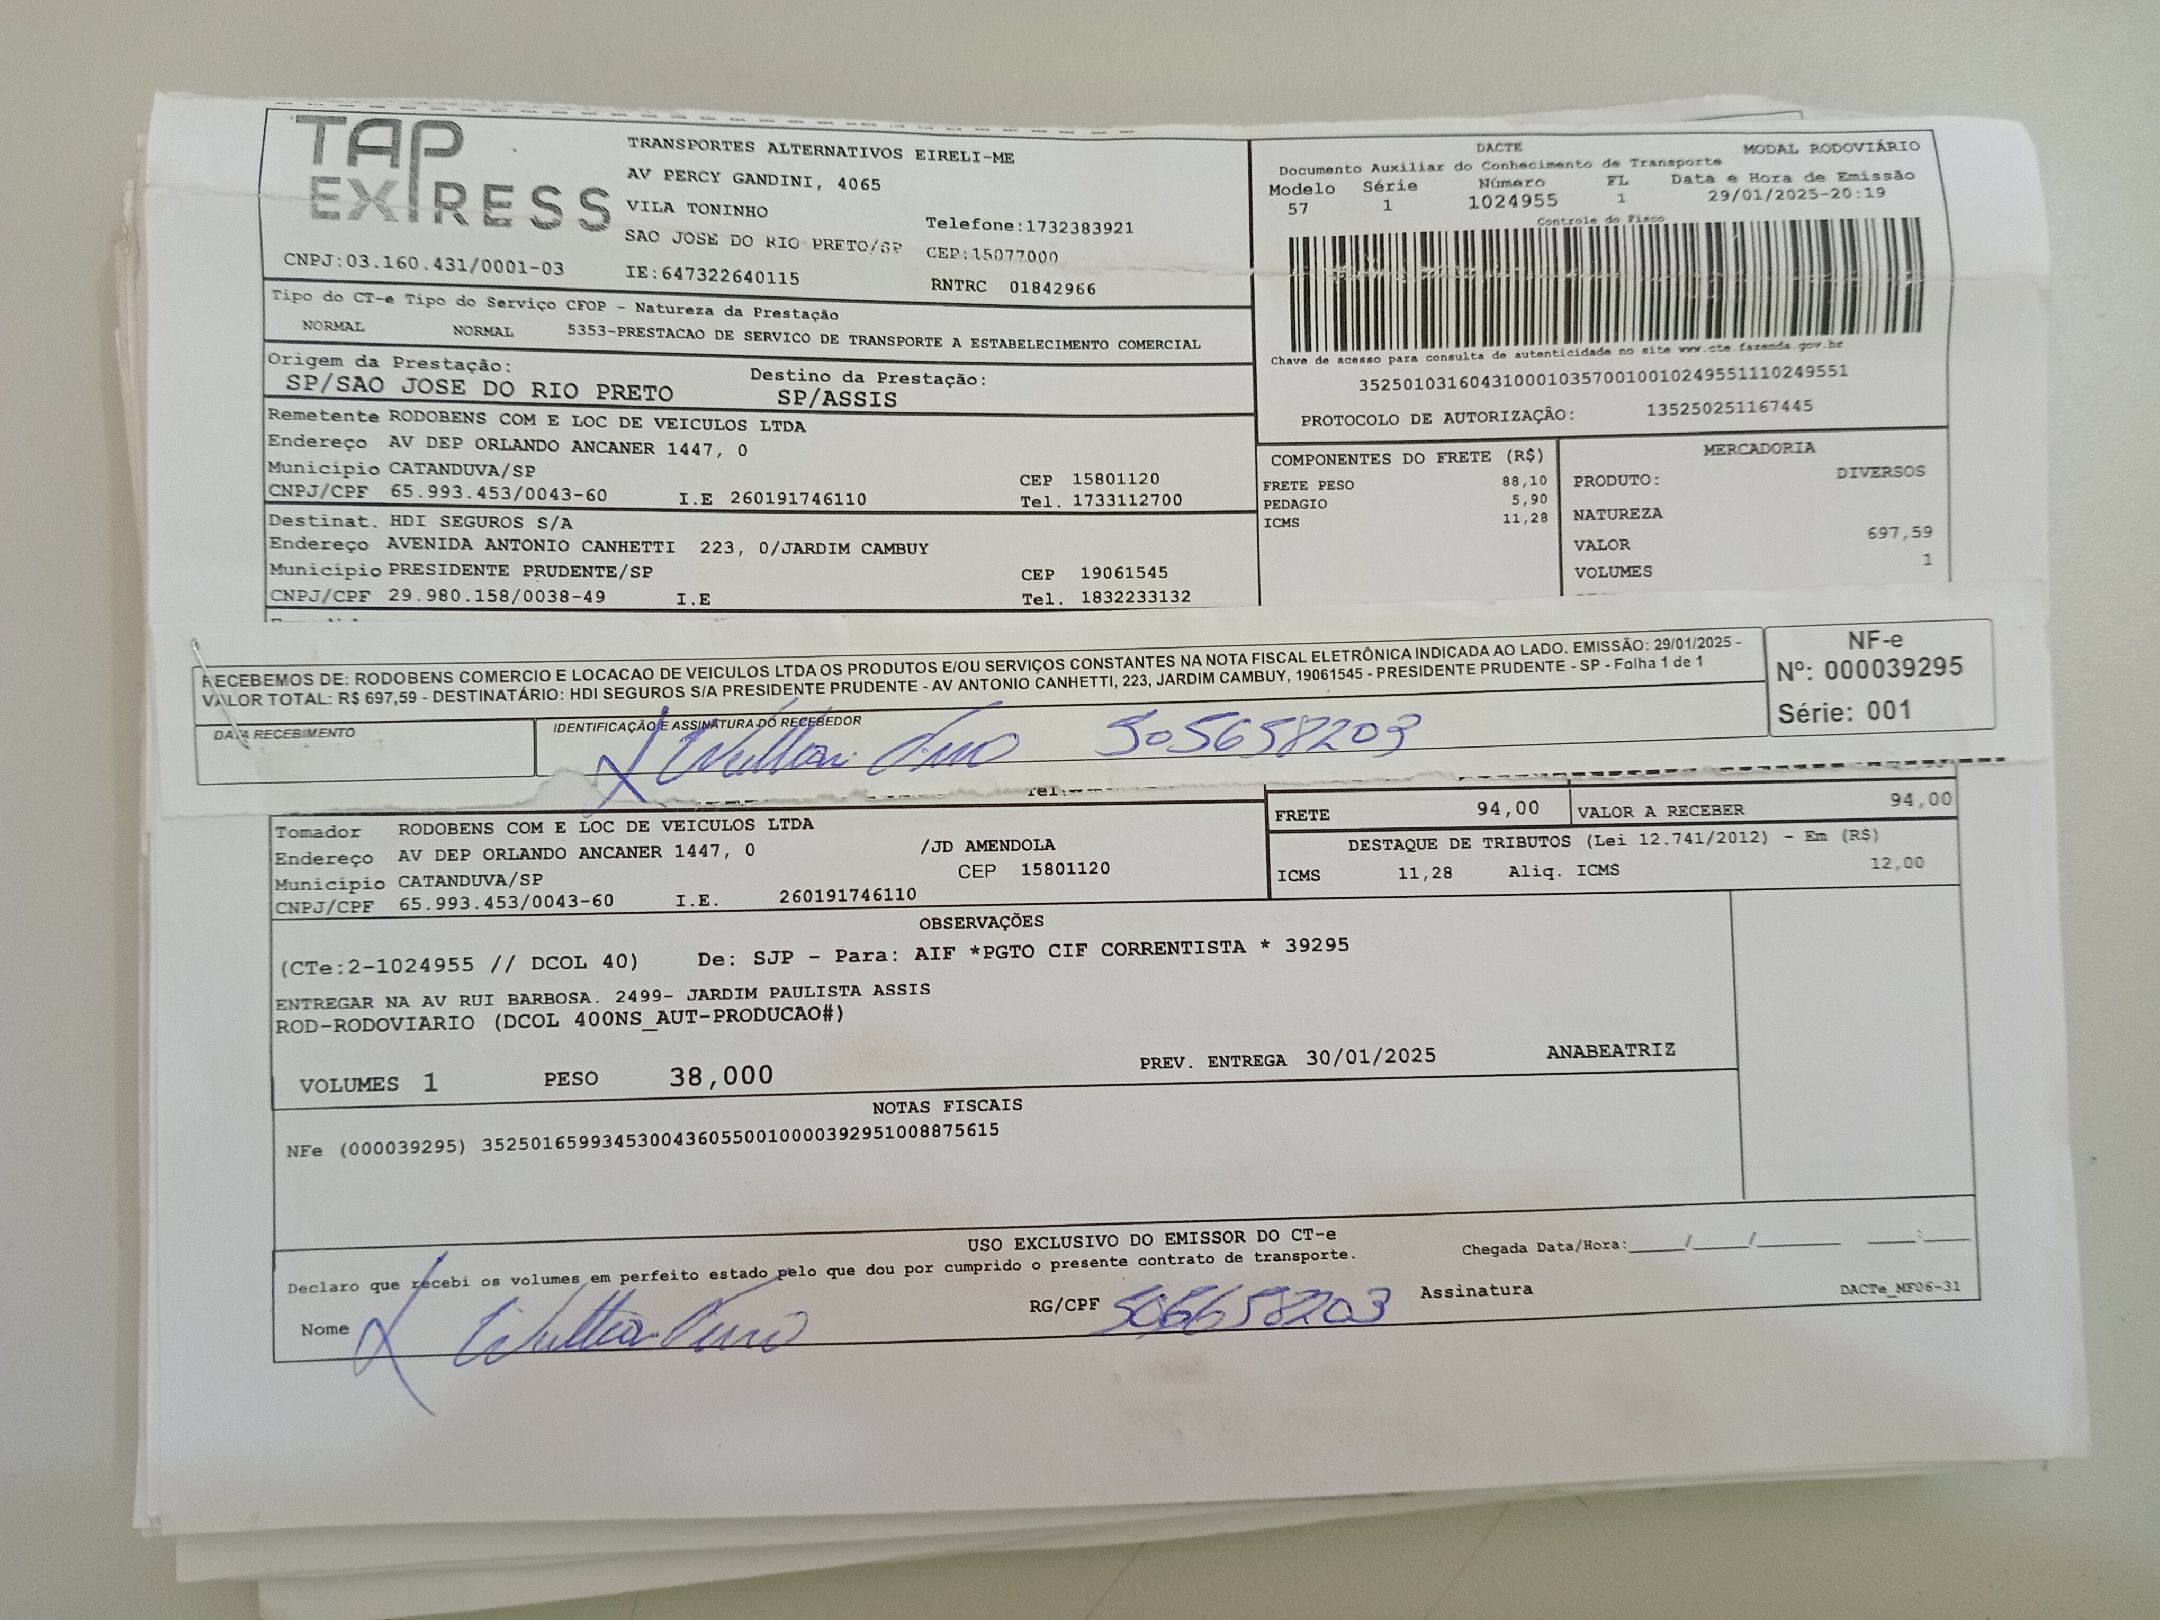 TAP EXPRESS
TRANSPORTES ALTERNATIVOS EIRELI-ME
AV PERCY GANDINI, 4065
VILA TONINHO
SAO JOSE DO RIO PRETO/SP
Telefone:1732383921
CEP:15077000
CNPJ:03.160.431/0001-03
IE:647322640115
RNTRC 01842966
DACTE
MODAL RODOVIÁRIO
Documento Auxiliar do Conhecimento de Transporte
Modelo Série Número FL Data e Hora de Emissão
57 1 1024955 1 29/01/2025-20:19
Controle do Fisco
Chave de acesso para consulta de autenticidade no site www.cte.fazenda.gov.br
35250103160431000103570010010249551110249551
PROTOCOLO DE AUTORIZAÇÃO: 135250251167445
Tipo do CT-e Tipo do Serviço CFOP - Natureza da Prestação
NORMAL NORMAL 5353-PRESTACAO DE SERVICO DE TRANSPORTE A ESTABELECIMENTO COMERCIAL
Origem da Prestação: Destino da Prestação:
SP/SAO JOSE DO RIO PRETO SP/ASSIS
Remetente RODOBENS COM E LOC DE VEICULOS LTDA
Endereço AV DEP ORLANDO ANCANER 1447, 0
Município CATANDUVA/SP CEP 15801120
CNPJ/CPF 65.993.453/0043-60 I.E 260191746110 Tel. 1733112700
Destinat. HDI SEGUROS S/A
Endereço AVENIDA ANTONIO CANHETTI 223, 0/JARDIM CAMBUY
Município PRESIDENTE PRUDENTE/SP CEP 19061545
CNPJ/CPF 29.980.158/0038-49 I.E Tel. 1832233132
COMPONENTES DO FRETE (R$)
FRETE PESO 88,10
PEDAGIO 5,90
ICMS 11,28
MERCADORIA
PRODUTO: DIVERSOS
NATUREZA
VALOR 697,59
VOLUMES 1
RECEBEMOS DE: RODOBENS COMERCIO E LOCACAO DE VEICULOS LTDA OS PRODUTOS E/OU SERVIÇOS CONSTANTES NA NOTA FISCAL ELETRÔNICA INDICADA AO LADO. EMISSÃO: 29/01/2025 -
VALOR TOTAL: R$ 697,59 - DESTINATÁRIO: HDI SEGUROS S/A PRESIDENTE PRUDENTE - AV ANTONIO CANHETTI, 223, JARDIM CAMBUY, 19061545 - PRESIDENTE PRUDENTE - SP - Folha 1 de 1
NF-e
Nº: 000039295
Série: 001
DATA RECEBIMENTO
IDENTIFICAÇÃO E ASSINATURA DO RECEBEDOR
505658203
Tel.
Tomador RODOBENS COM E LOC DE VEICULOS LTDA
Endereço AV DEP ORLANDO ANCANER 1447, 0 /JD AMENDOLA
Município CATANDUVA/SP CEP 15801120
CNPJ/CPF 65.993.453/0043-60 I.E. 260191746110
FRETE 94,00 VALOR A RECEBER 94,00
DESTAQUE DE TRIBUTOS (Lei 12.741/2012) - Em (R$)
ICMS 11,28 Aliq. ICMS 12,00
OBSERVAÇÕES
(CTe:2-1024955 // DCOL 40) De: SJP - Para: AIF *PGTO CIF CORRENTISTA * 39295
ENTREGAR NA AV RUI BARBOSA. 2499- JARDIM PAULISTA ASSIS
ROD-RODOVIARIO (DCOL 400NS_AUT-PRODUCAO#)
VOLUMES 1 PESO 38,000 PREV. ENTREGA 30/01/2025 ANABEATRIZ
NOTAS FISCAIS
NFe (000039295) 35250165993453004360550010000392951008875615
USO EXCLUSIVO DO EMISSOR DO CT-e
Declaro que recebi os volumes em perfeito estado pelo que dou por cumprido o presente contrato de transporte.
Chegada Data/Hora:_____/_____/_______ ____:____
Nome
RG/CPF 506658203 Assinatura
DACTe_MF06-31